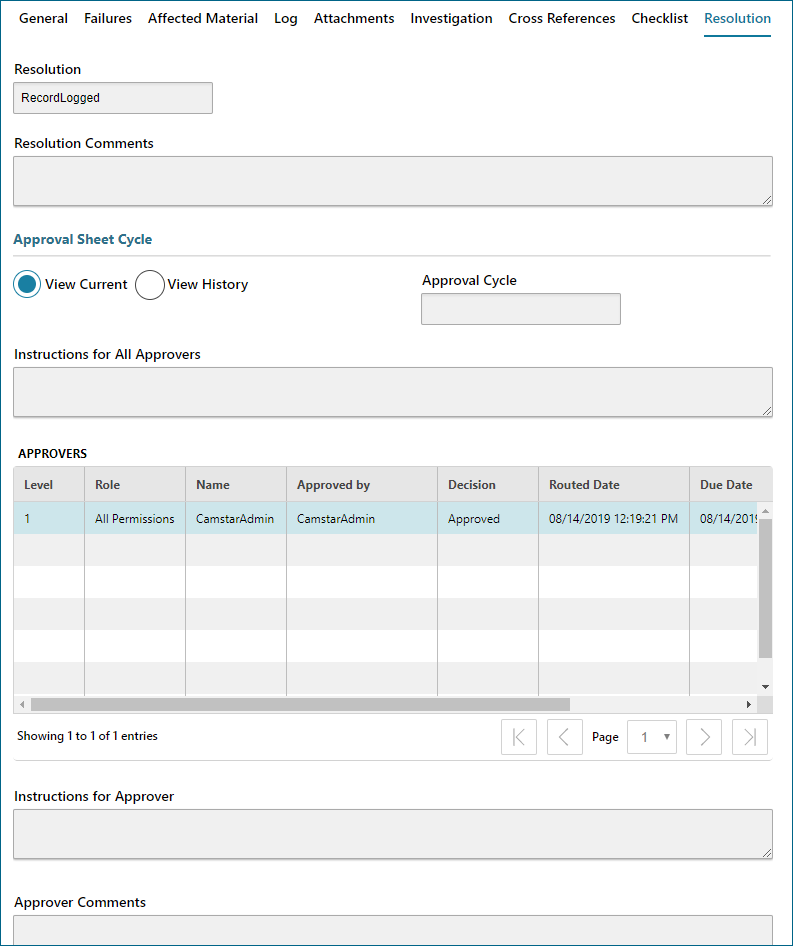 General Failures Affected Material Log Attachments Investigation Cross References Checklist Resolution
Resolution
RecordLogged
Resolution Comments
Approval Sheet Cycle
View Current View History
Approval Cycle
Instructions for All Approvers
APPROVERS
Level Role Name Approved by Decision Routed Date Due Date
1 All Permissions CamstarAdmin CamstarAdmin Approved 08/14/2019 12:19:21 PM 08/14/2019
Showing 1 to 1 of 1 entries
Page 1
Instructions for Approver
Approver Comments